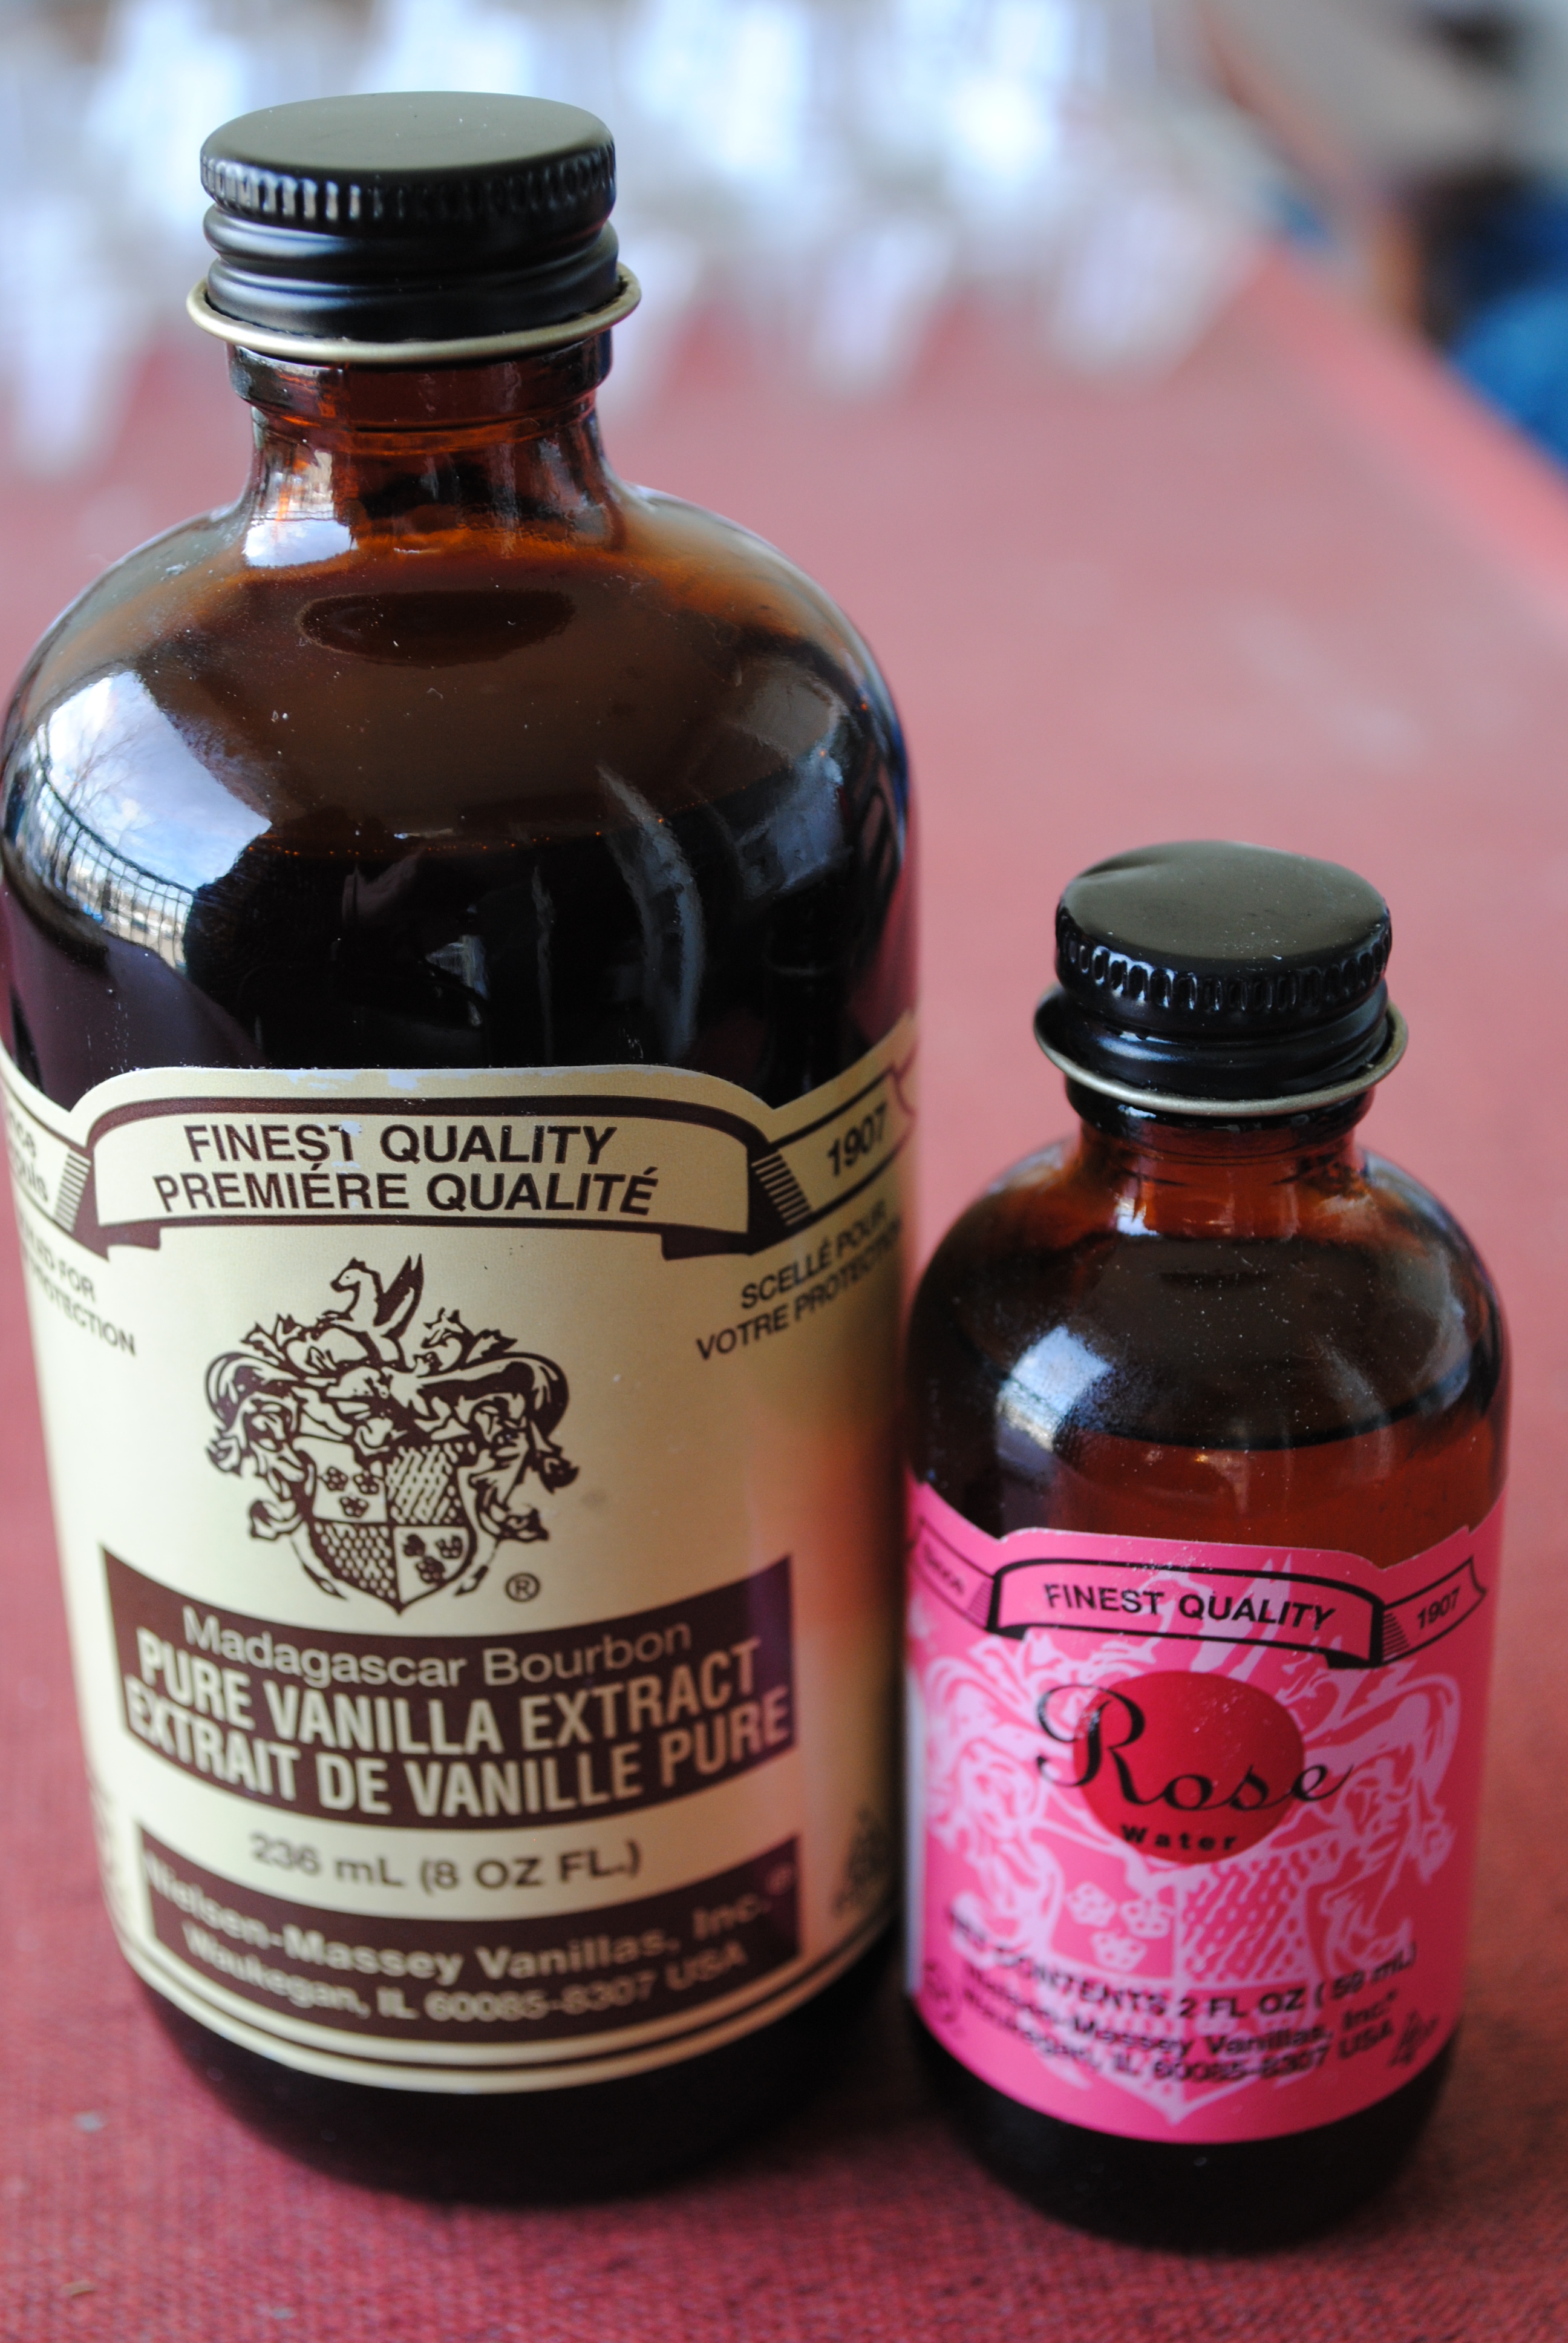 FINEST QUALITY
PREMIÉRE QUALITÉ
1907
FOR
PROTECTION
SCELLÉ POUR
VOTRE PROTECTION
®
Madagascar Bourbon
PURE VANILLA EXTRACT
EXTRAIT DE VANILLE PURE
236 mL (8 OZ FL.)
Nielsen-Massey Vanillas, Inc.®
Waukegan, IL 60085-8307 USA
FINEST QUALITY
1907
Rose
Water
CONTENTS 2 FL OZ ( 59 mL)
Nielsen-Massey Vanillas, Inc.®
Waukegan, IL 60085-8307 USA